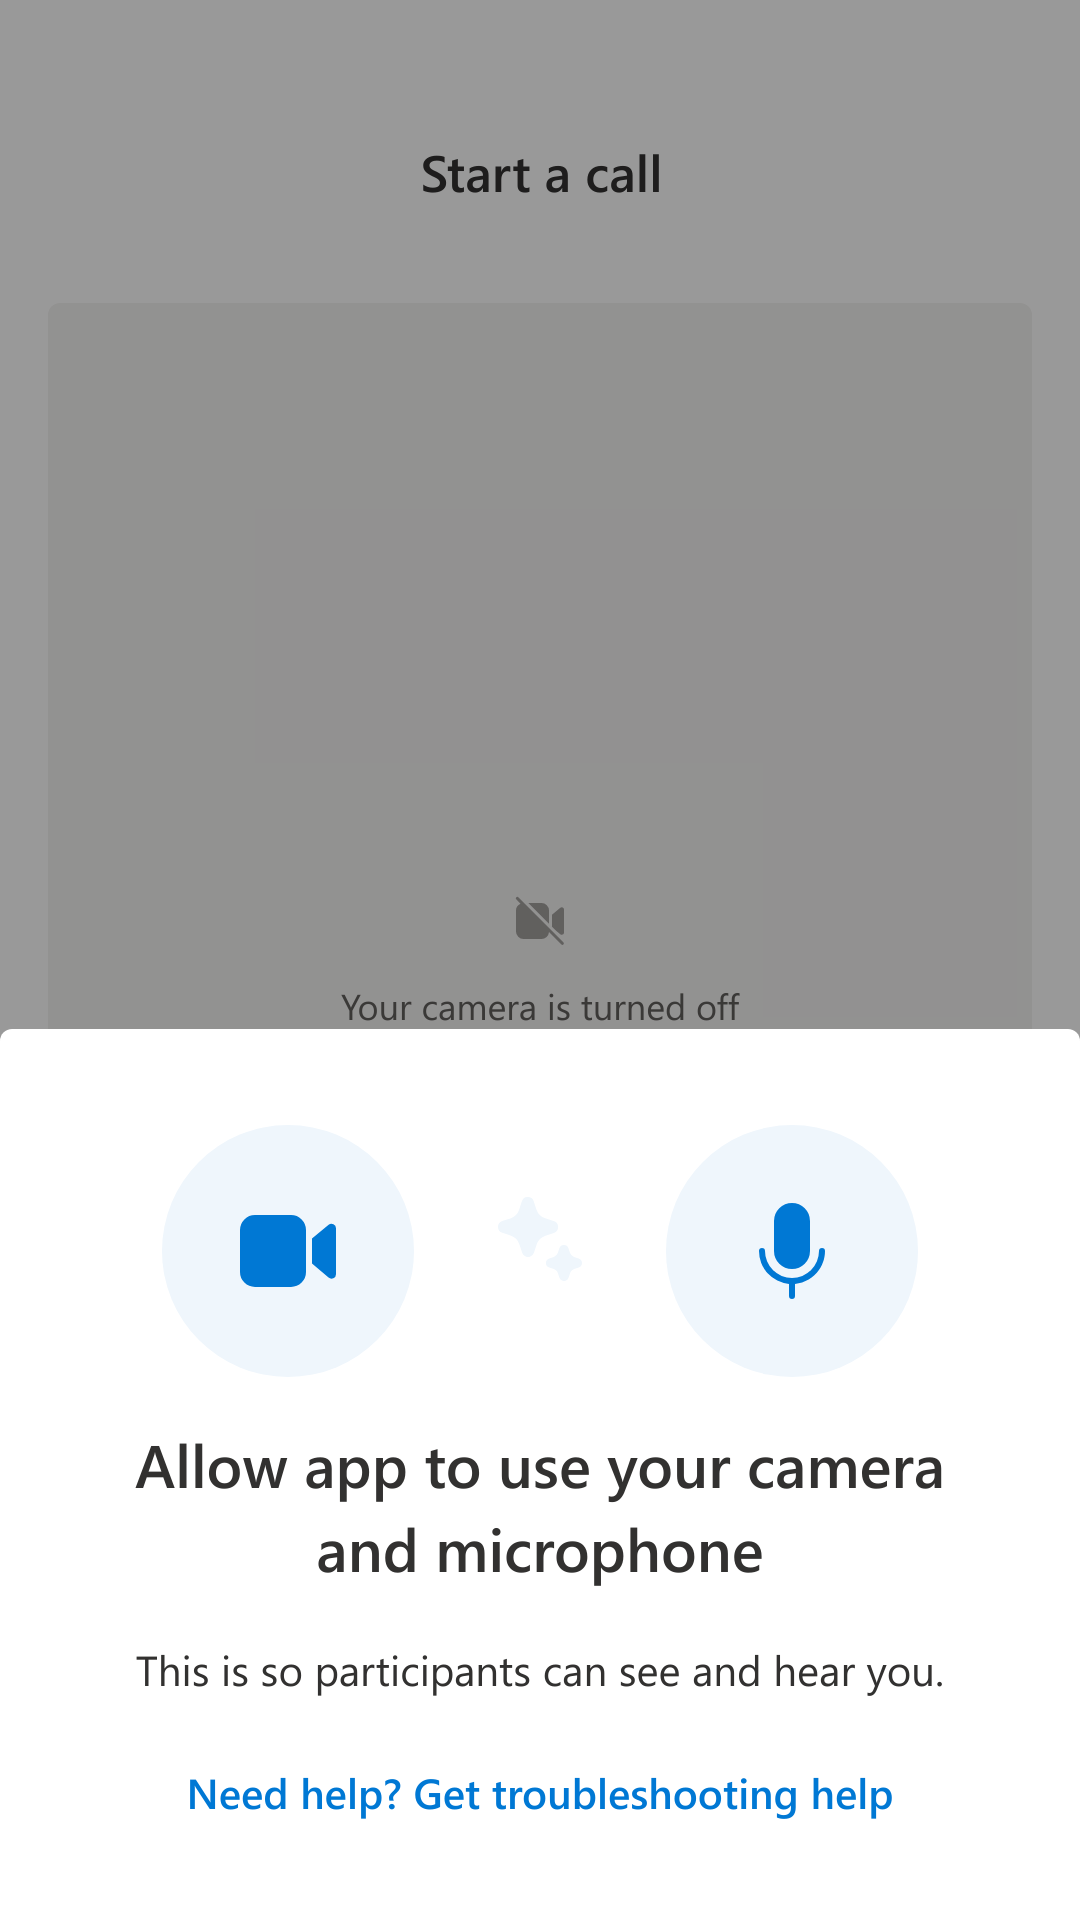 Start a call
Your camera is turned off
Allow app to use your camera
and microphone
This is so participants can see and hear you.
Need help? Get troubleshooting help